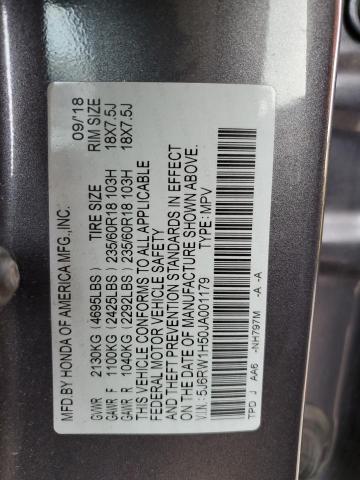 MFD.BY HONDA OF AMERICA MFG.,INC. 09/18
TIRE SIZE RIM SIZE
GVWR 2130KG (4695LBS)
GAWR F 1100KG (2425LBS) 235/60R18 103H 18X7.5J
GAWR R 1040KG (2292LBS) 235/60R18 103H 18X7.5J
THIS VEHICLE CONFORMS TO ALL APPLICABLE
FEDERAL MOTOR VEHICLE SAFETY
AND THEFT PREVENTION STANDARDS IN EFFECT
ON THE DATE OF MANUFACTURE SHOWN ABOVE.
V.I.N: 5J6RW1H50JA001179 TYPE: MPV
TPD J AA6 -NH797M -A -A